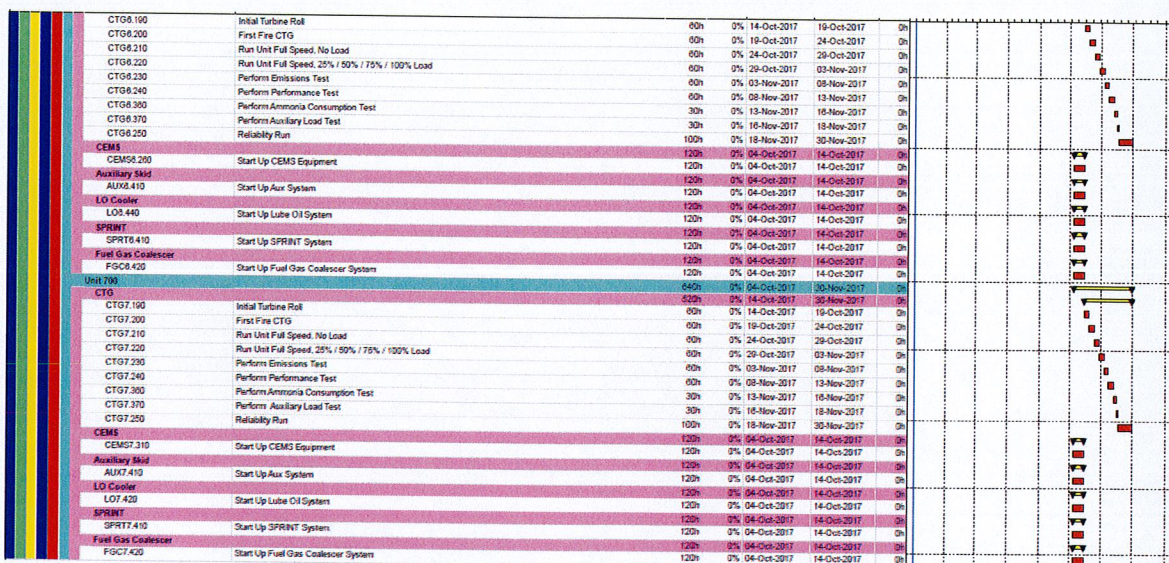 CTG6.190 Initial Turbine Roll 60h 0% 14-Oct-2017 19-Oct-2017 0h
CTG6.200 First Fire CTG 60h 0% 19-Oct-2017 24-Oct-2017 0h
CTG6.210 Run Unit Full Speed, No Load 60h 0% 24-Oct-2017 29-Oct-2017 0h
CTG6.220 Run Unit Full Speed, 25% / 50% / 75% / 100% Load 60h 0% 29-Oct-2017 03-Nov-2017 0h
CTG6.230 Perform Emissions Test 60h 0% 03-Nov-2017 08-Nov-2017 0h
CTG6.240 Perform Performance Test 60h 0% 08-Nov-2017 13-Nov-2017 0h
CTG6.360 Perform Ammonia Consumption Test 30h 0% 13-Nov-2017 16-Nov-2017 0h
CTG6.370 Perform Auxiliary Load Test 30h 0% 16-Nov-2017 18-Nov-2017 0h
CTG6.250 Reliability Run 100h 0% 18-Nov-2017 30-Nov-2017 0h
CEMS 120h 0% 04-Oct-2017 14-Oct-2017 0h
CEMS6.260 Start Up CEMS Equipment 120h 0% 04-Oct-2017 14-Oct-2017 0h
Auxiliary Skid 120h 0% 04-Oct-2017 14-Oct-2017 0h
AUX6.410 Start Up Aux System 120h 0% 04-Oct-2017 14-Oct-2017 0h
LO Cooler 120h 0% 04-Oct-2017 14-Oct-2017 0h
LO6.440 Start Up Lube Oil System 120h 0% 04-Oct-2017 14-Oct-2017 0h
SPRINT 120h 0% 04-Oct-2017 14-Oct-2017 0h
SPRT6.410 Start Up SPRINT System 120h 0% 04-Oct-2017 14-Oct-2017 0h
Fuel Gas Coalescer 120h 0% 04-Oct-2017 14-Oct-2017 0h
FGC6.420 Start Up Fuel Gas Coalescer System 120h 0% 04-Oct-2017 14-Oct-2017 0h
Unit 700 640h 0% 04-Oct-2017 30-Nov-2017 0h
CTG 520h 0% 14-Oct-2017 30-Nov-2017 0h
CTG7.190 Initial Turbine Roll 60h 0% 14-Oct-2017 19-Oct-2017 0h
CTG7.200 First Fire CTG 60h 0% 19-Oct-2017 24-Oct-2017 0h
CTG7.210 Run Unit Full Speed, No Load 60h 0% 24-Oct-2017 29-Oct-2017 0h
CTG7.220 Run Unit Full Speed, 25% / 50% / 75% / 100% Load 60h 0% 29-Oct-2017 03-Nov-2017 0h
CTG7.230 Perform Emissions Test 60h 0% 03-Nov-2017 08-Nov-2017 0h
CTG7.240 Perform Performance Test 60h 0% 08-Nov-2017 13-Nov-2017 0h
CTG7.360 Perform Ammonia Consumption Test 30h 0% 13-Nov-2017 16-Nov-2017 0h
CTG7.370 Perform Auxiliary Load Test 30h 0% 16-Nov-2017 18-Nov-2017 0h
CTG7.250 Reliability Run 100h 0% 18-Nov-2017 30-Nov-2017 0h
CEMS 120h 0% 04-Oct-2017 14-Oct-2017 0h
CEMS7.310 Start Up CEMS Equipment 120h 0% 04-Oct-2017 14-Oct-2017 0h
Auxiliary Skid 120h 0% 04-Oct-2017 14-Oct-2017 0h
AUX7.410 Start Up Aux System 120h 0% 04-Oct-2017 14-Oct-2017 0h
LO Cooler 120h 0% 04-Oct-2017 14-Oct-2017 0h
LO7.420 Start Up Lube Oil System 120h 0% 04-Oct-2017 14-Oct-2017 0h
SPRINT 120h 0% 04-Oct-2017 14-Oct-2017 0h
SPRT7.410 Start Up SPRINT System 120h 0% 04-Oct-2017 14-Oct-2017 0h
Fuel Gas Coalescer 120h 0% 04-Oct-2017 14-Oct-2017 0h
FGC7.420 Start Up Fuel Gas Coalescer System 120h 0% 04-Oct-2017 14-Oct-2017 0h